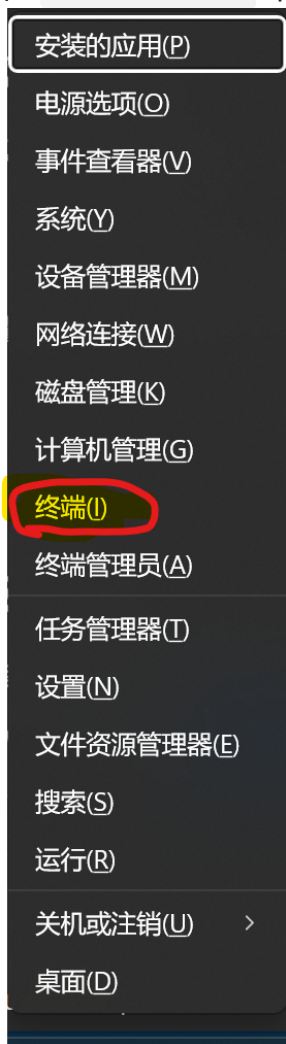 安装的应用(P)
电源选项(O)
事件查看器(V)
系统(Y)
设备管理器(M)
网络连接(W)
磁盘管理(K)
计算机管理(G)
终端(I)
终端管理员(A)
任务管理器(T)
设置(N)
文件资源管理器(E)
搜索(S)
运行(R)
关机或注销(U)
桌面(D)